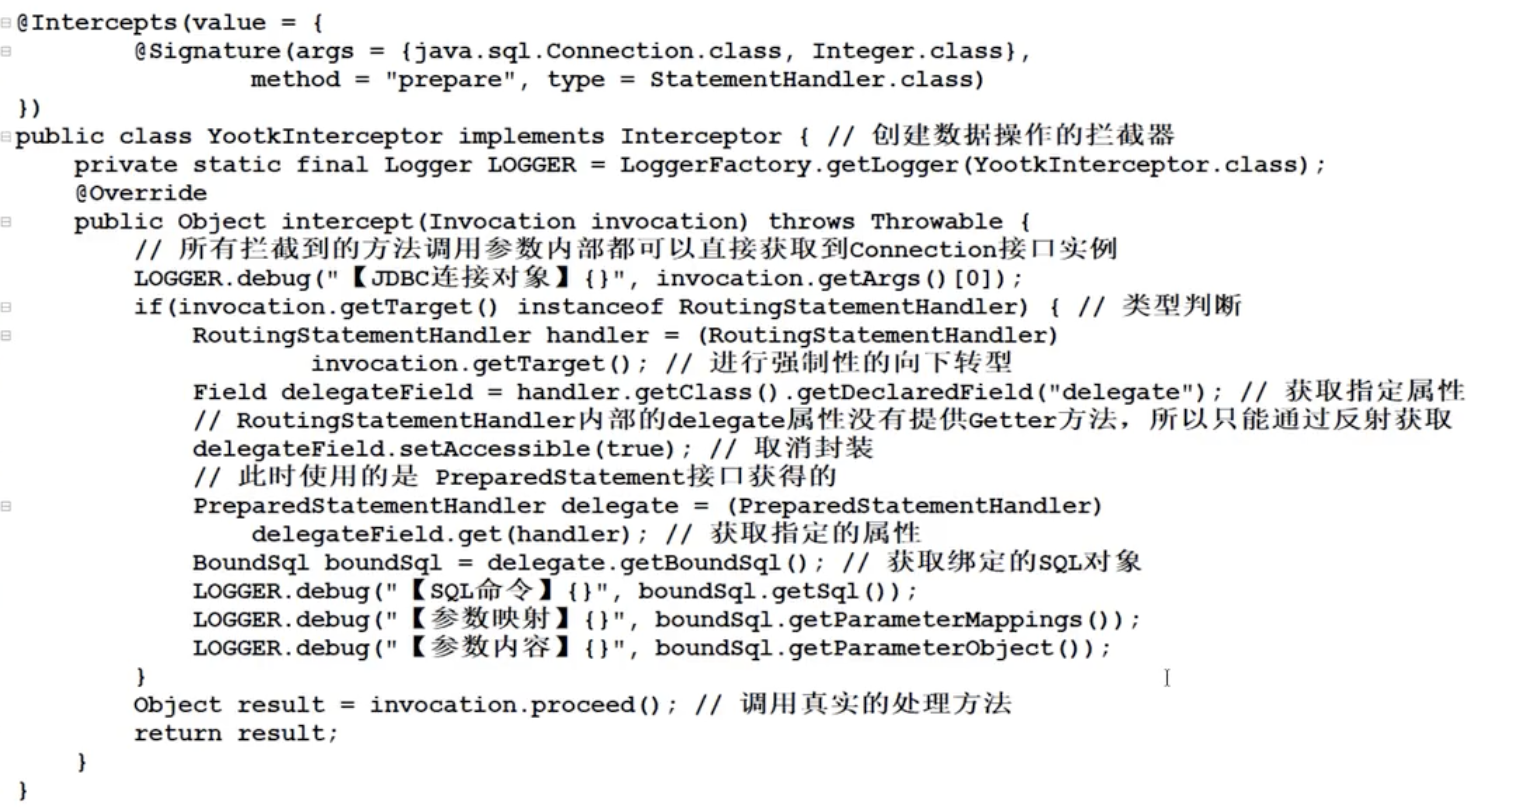 @Intercepts(value = {
        @Signature(args = {java.sql.Connection.class, Integer.class},
                method = "prepare", type = StatementHandler.class)
})
public class YootkInterceptor implements Interceptor { // 创建数据操作的拦截器
    private static final Logger LOGGER = LoggerFactory.getLogger(YootkInterceptor.class);
    @Override
    public Object intercept(Invocation invocation) throws Throwable {
        // 所有拦截到的方法调用参数内部都可以直接获取到Connection接口实例
        LOGGER.debug("【JDBC连接对象】{}", invocation.getArgs()[0]);
        if(invocation.getTarget() instanceof RoutingStatementHandler) { // 类型判断
            RoutingStatementHandler handler = (RoutingStatementHandler)
                    invocation.getTarget(); // 进行强制性的向下转型
            Field delegateField = handler.getClass().getDeclaredField("delegate"); // 获取指定属性
            // RoutingStatementHandler内部的delegate属性没有提供Getter方法，所以只能通过反射获取
            delegateField.setAccessible(true); // 取消封装
            // 此时使用的是 PreparedStatement接口获得的
            PreparedStatementHandler delegate = (PreparedStatementHandler)
                delegateField.get(handler); // 获取指定的属性
            BoundSql boundSql = delegate.getBoundSql(); // 获取绑定的SQL对象
            LOGGER.debug("【SQL命令】{}", boundSql.getSql());
            LOGGER.debug("【参数映射】{}", boundSql.getParameterMappings());
            LOGGER.debug("【参数内容】{}", boundSql.getParameterObject());
        }
        Object result = invocation.proceed(); // 调用真实的处理方法
        return result;
    }
}